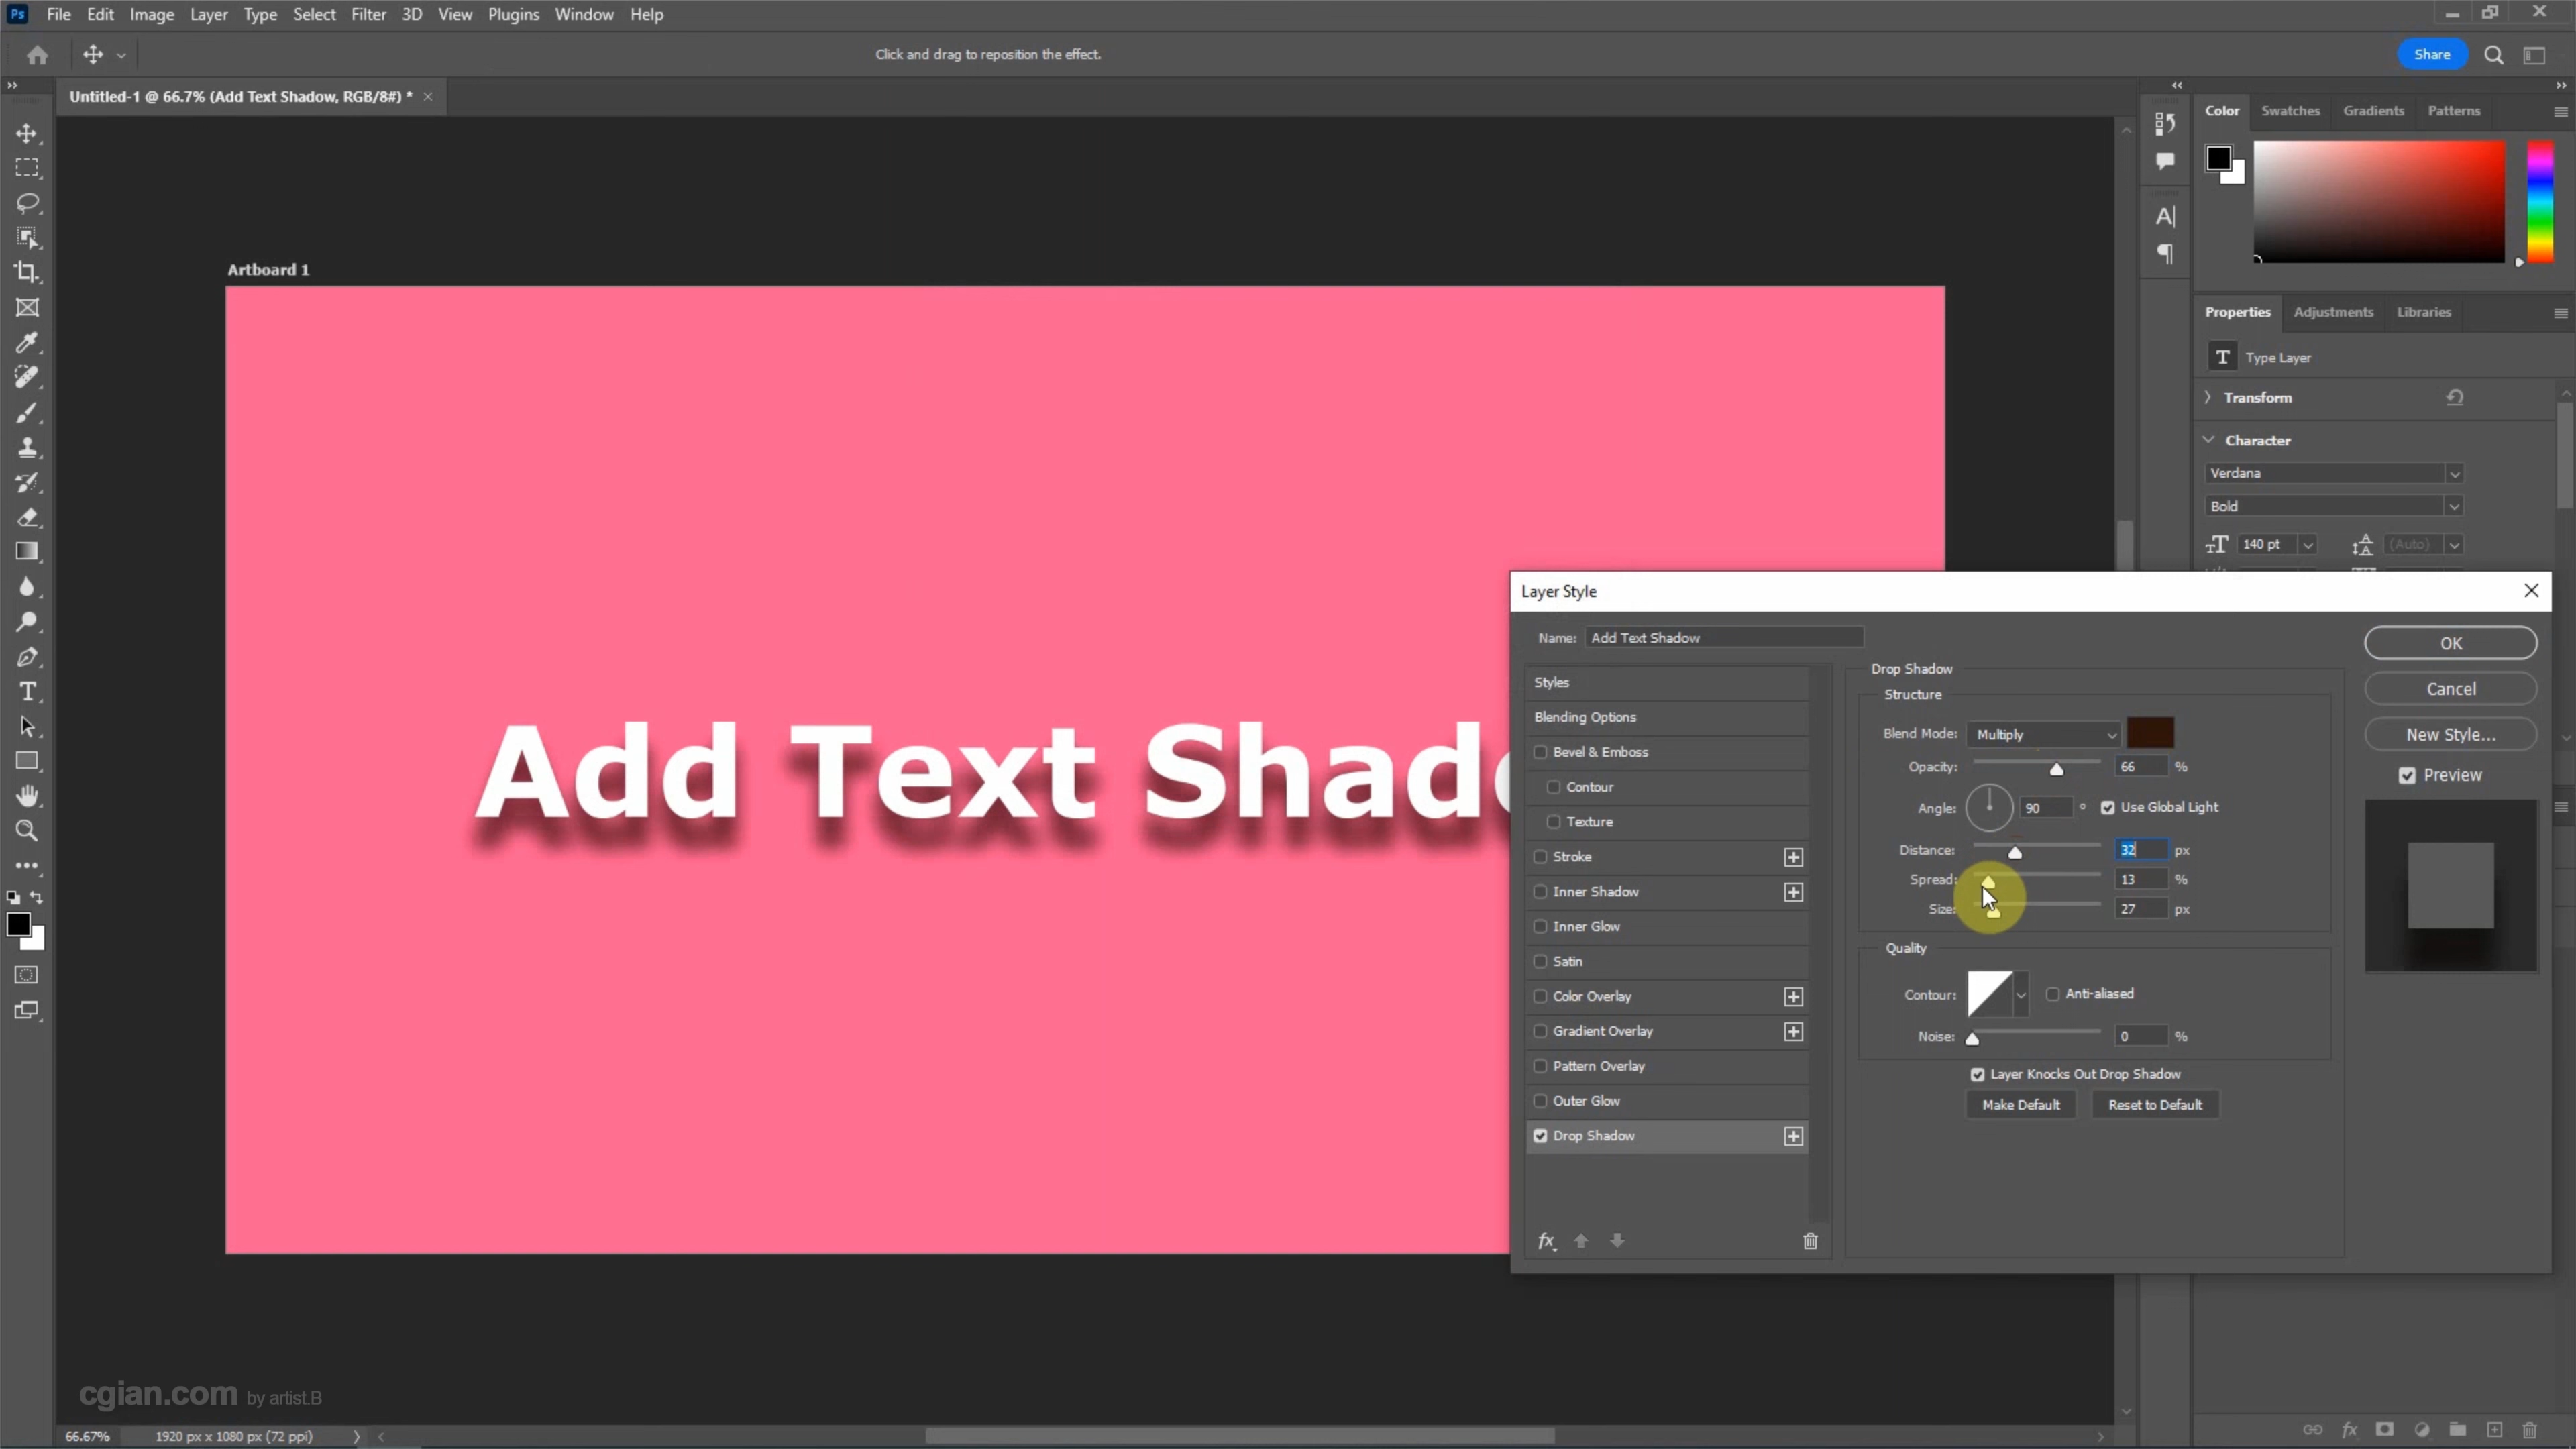 Ps File Edit Image Layer Type Select Filter 3D View Plugins Window Help
Click and drag to reposition the effect.
Share
Untitled-1 @ 66.7% (Add Text Shadow, RGB/8#) *
Color Swatches Gradients Patterns
Artboard 1
Properties Adjustments Libraries
T Type Layer
Transform
Character
Verdana
Bold
140 pt (Auto)
Add Text Shado
Layer Style
Name: Add Text Shadow
OK
Cancel
New Style...
Preview
Styles
Blending Options
Bevel & Emboss
Contour
Texture
Stroke
Inner Shadow
Inner Glow
Satin
Color Overlay
Gradient Overlay
Pattern Overlay
Outer Glow
Drop Shadow
fx
Drop Shadow
Structure
Blend Mode: Multiply
Opacity: 66 %
Angle: 90 ° Use Global Light
Distance: 32 px
Spread: 13 %
Size: 27 px
Quality
Contour: Anti-aliased
Noise: 0 %
Layer Knocks Out Drop Shadow
Make Default Reset to Default
cgian.com by artist.B
66.67% 1920 px x 1080 px (72 ppi)
fx